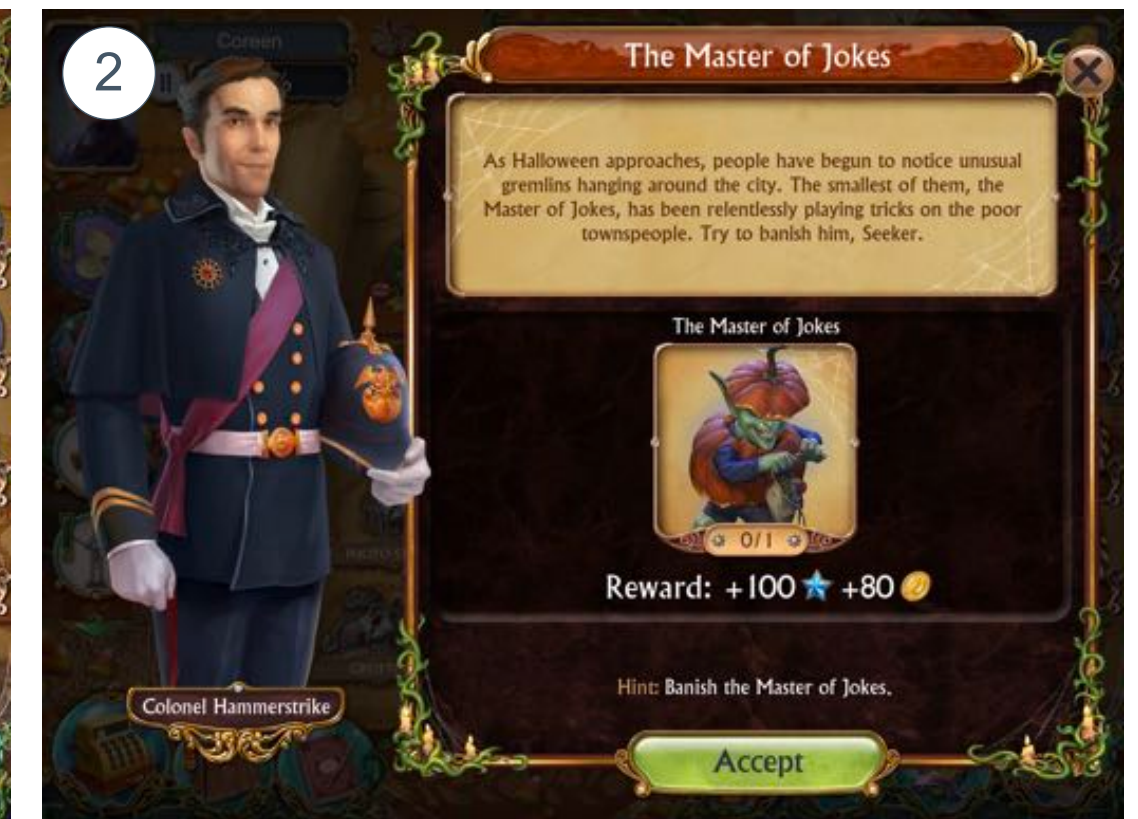 2
Coreen
The Master of Jokes
As Halloween approaches, people have begun to notice unusual
gremlins hanging around the city. The smallest of them, the
Master of Jokes, has been relentlessly playing tricks on the poor
townspeople. Try to banish him, Seeker.
The Master of Jokes
0/1
Reward: +100 +80
Hint: Banish the Master of Jokes.
Colonel Hammerstrike
Accept